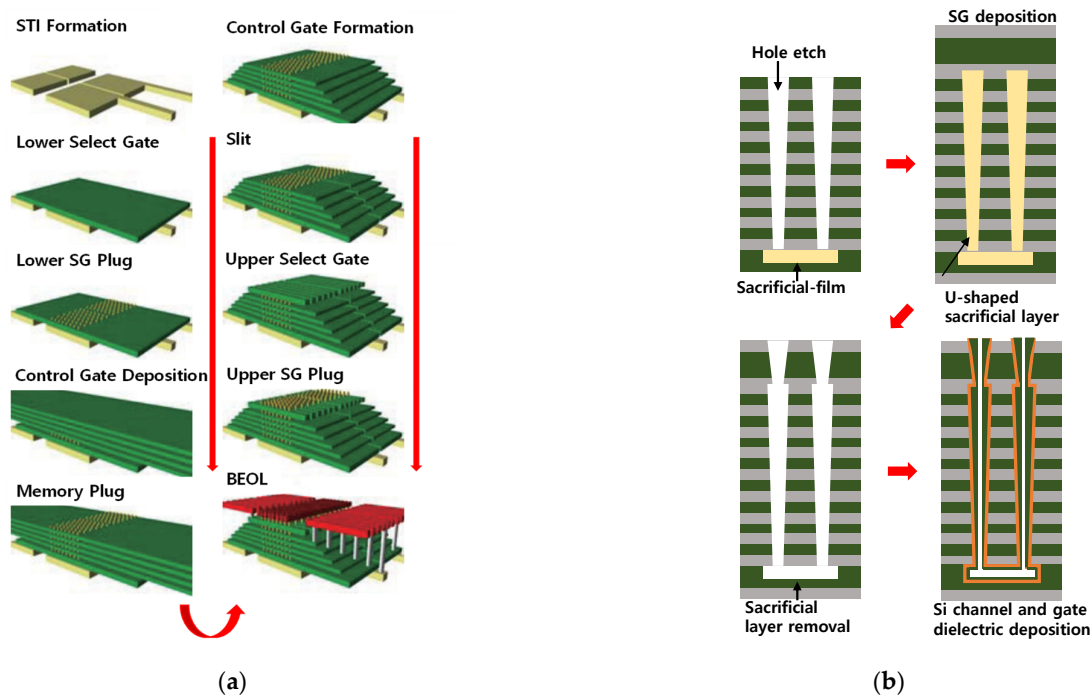 STI Formation
Lower Select Gate
Lower SG Plug
Control Gate Deposition
Memory Plug
Control Gate Formation
Slit
Upper Select Gate
Upper SG Plug
BEOL
(a)
Hole etch
Sacrificial-film
SG deposition
U-shaped
sacrificial layer
Sacrificial
layer removal
Si channel and gate
dielectric deposition
(b)